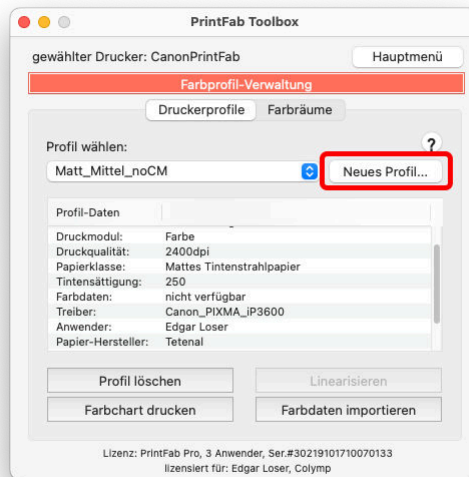 PrintFab Toolbox
gewählter Drucker: CanonPrintFab
Hauptmenü
Farbprofil-Verwaltung
Druckerprofile Farbräume
Profil wählen:
?
Matt_Mittel_noCM
Neues Profil...
Profil-Daten
Druckmodul: Farbe
Druckqualität: 2400dpi
Papierklasse: Mattes Tintenstrahlpapier
Tintensättigung: 250
Farbdaten: nicht verfügbar
Treiber: Canon_PIXMA_iP3600
Anwender: Edgar Loser
Papier-Hersteller: Tetenal
Profil löschen
Linearisieren
Farbchart drucken
Farbdaten importieren
Lizenz: PrintFab Pro, 3 Anwender, Ser.#30219101710070133
lizensiert für: Edgar Loser, Colymp